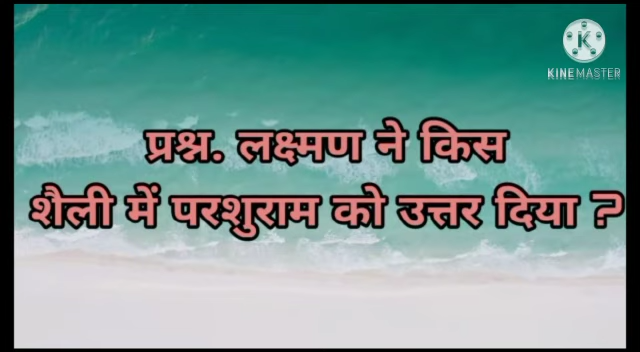 KINEMASTER
प्रश्न. लक्ष्मण ने किस
शैली में परशुराम को उत्तर दिया ?